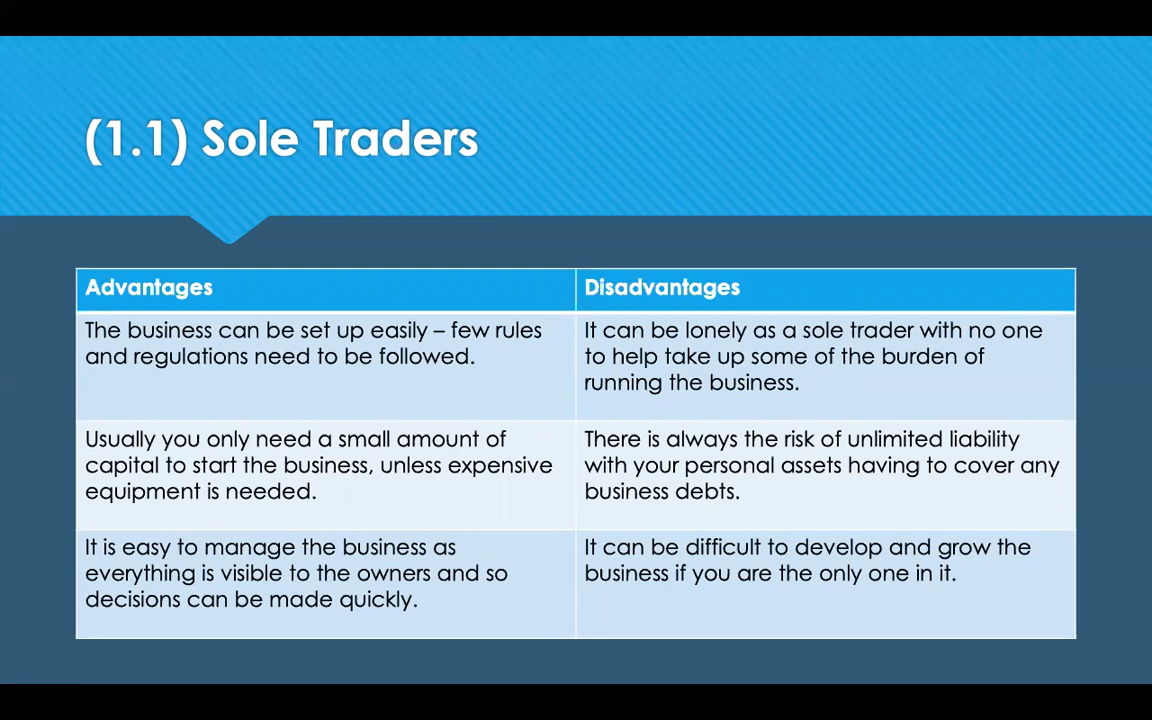 (1.1) Sole Traders
Advantages
Disadvantages
The business can be set up easily – few rules
and regulations need to be followed.
It can be lonely as a sole trader with no one
to help take up some of the burden of
running the business.
Usually you only need a small amount of
capital to start the business, unless expensive
equipment is needed.
There is always the risk of unlimited liability
with your personal assets having to cover any
business debts.
It is easy to manage the business as
everything is visible to the owners and so
decisions can be made quickly.
It can be difficult to develop and grow the
business if you are the only one in it.